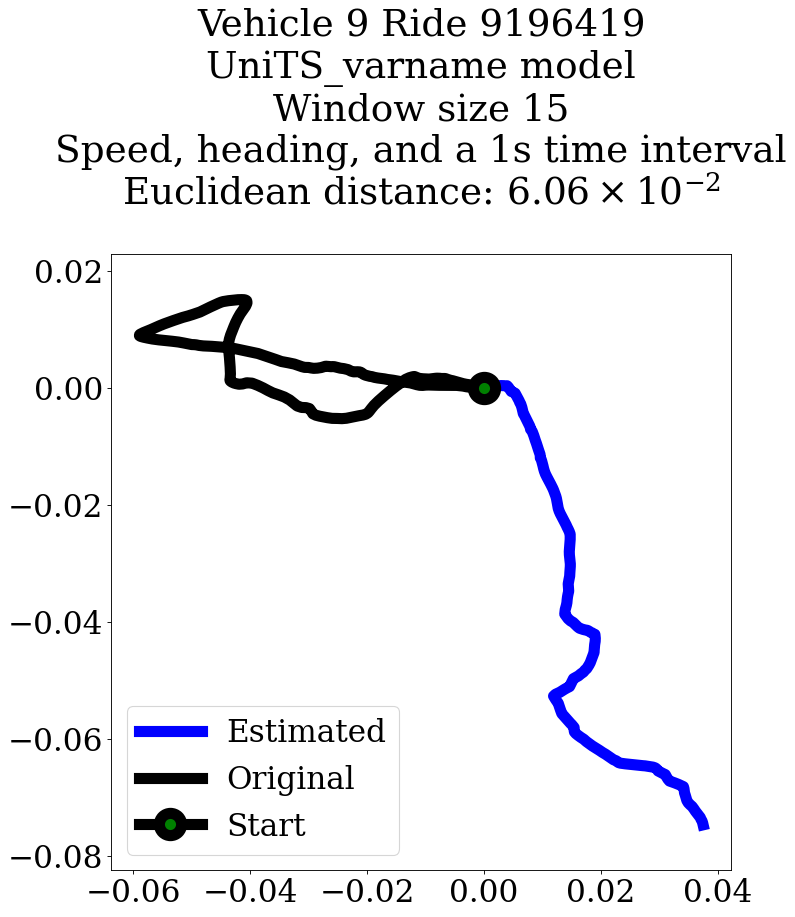 Vehicle 9 Ride 9196419
UniTS_varname model
Window size 15
Speed, heading, and a 1s time interval
Euclidean distance: 6.06 × 10⁻²
0.02
0.00
−0.02
−0.04
−0.06
−0.08
Estimated
Original
Start
−0.06 −0.04 −0.02 0.00 0.02 0.04